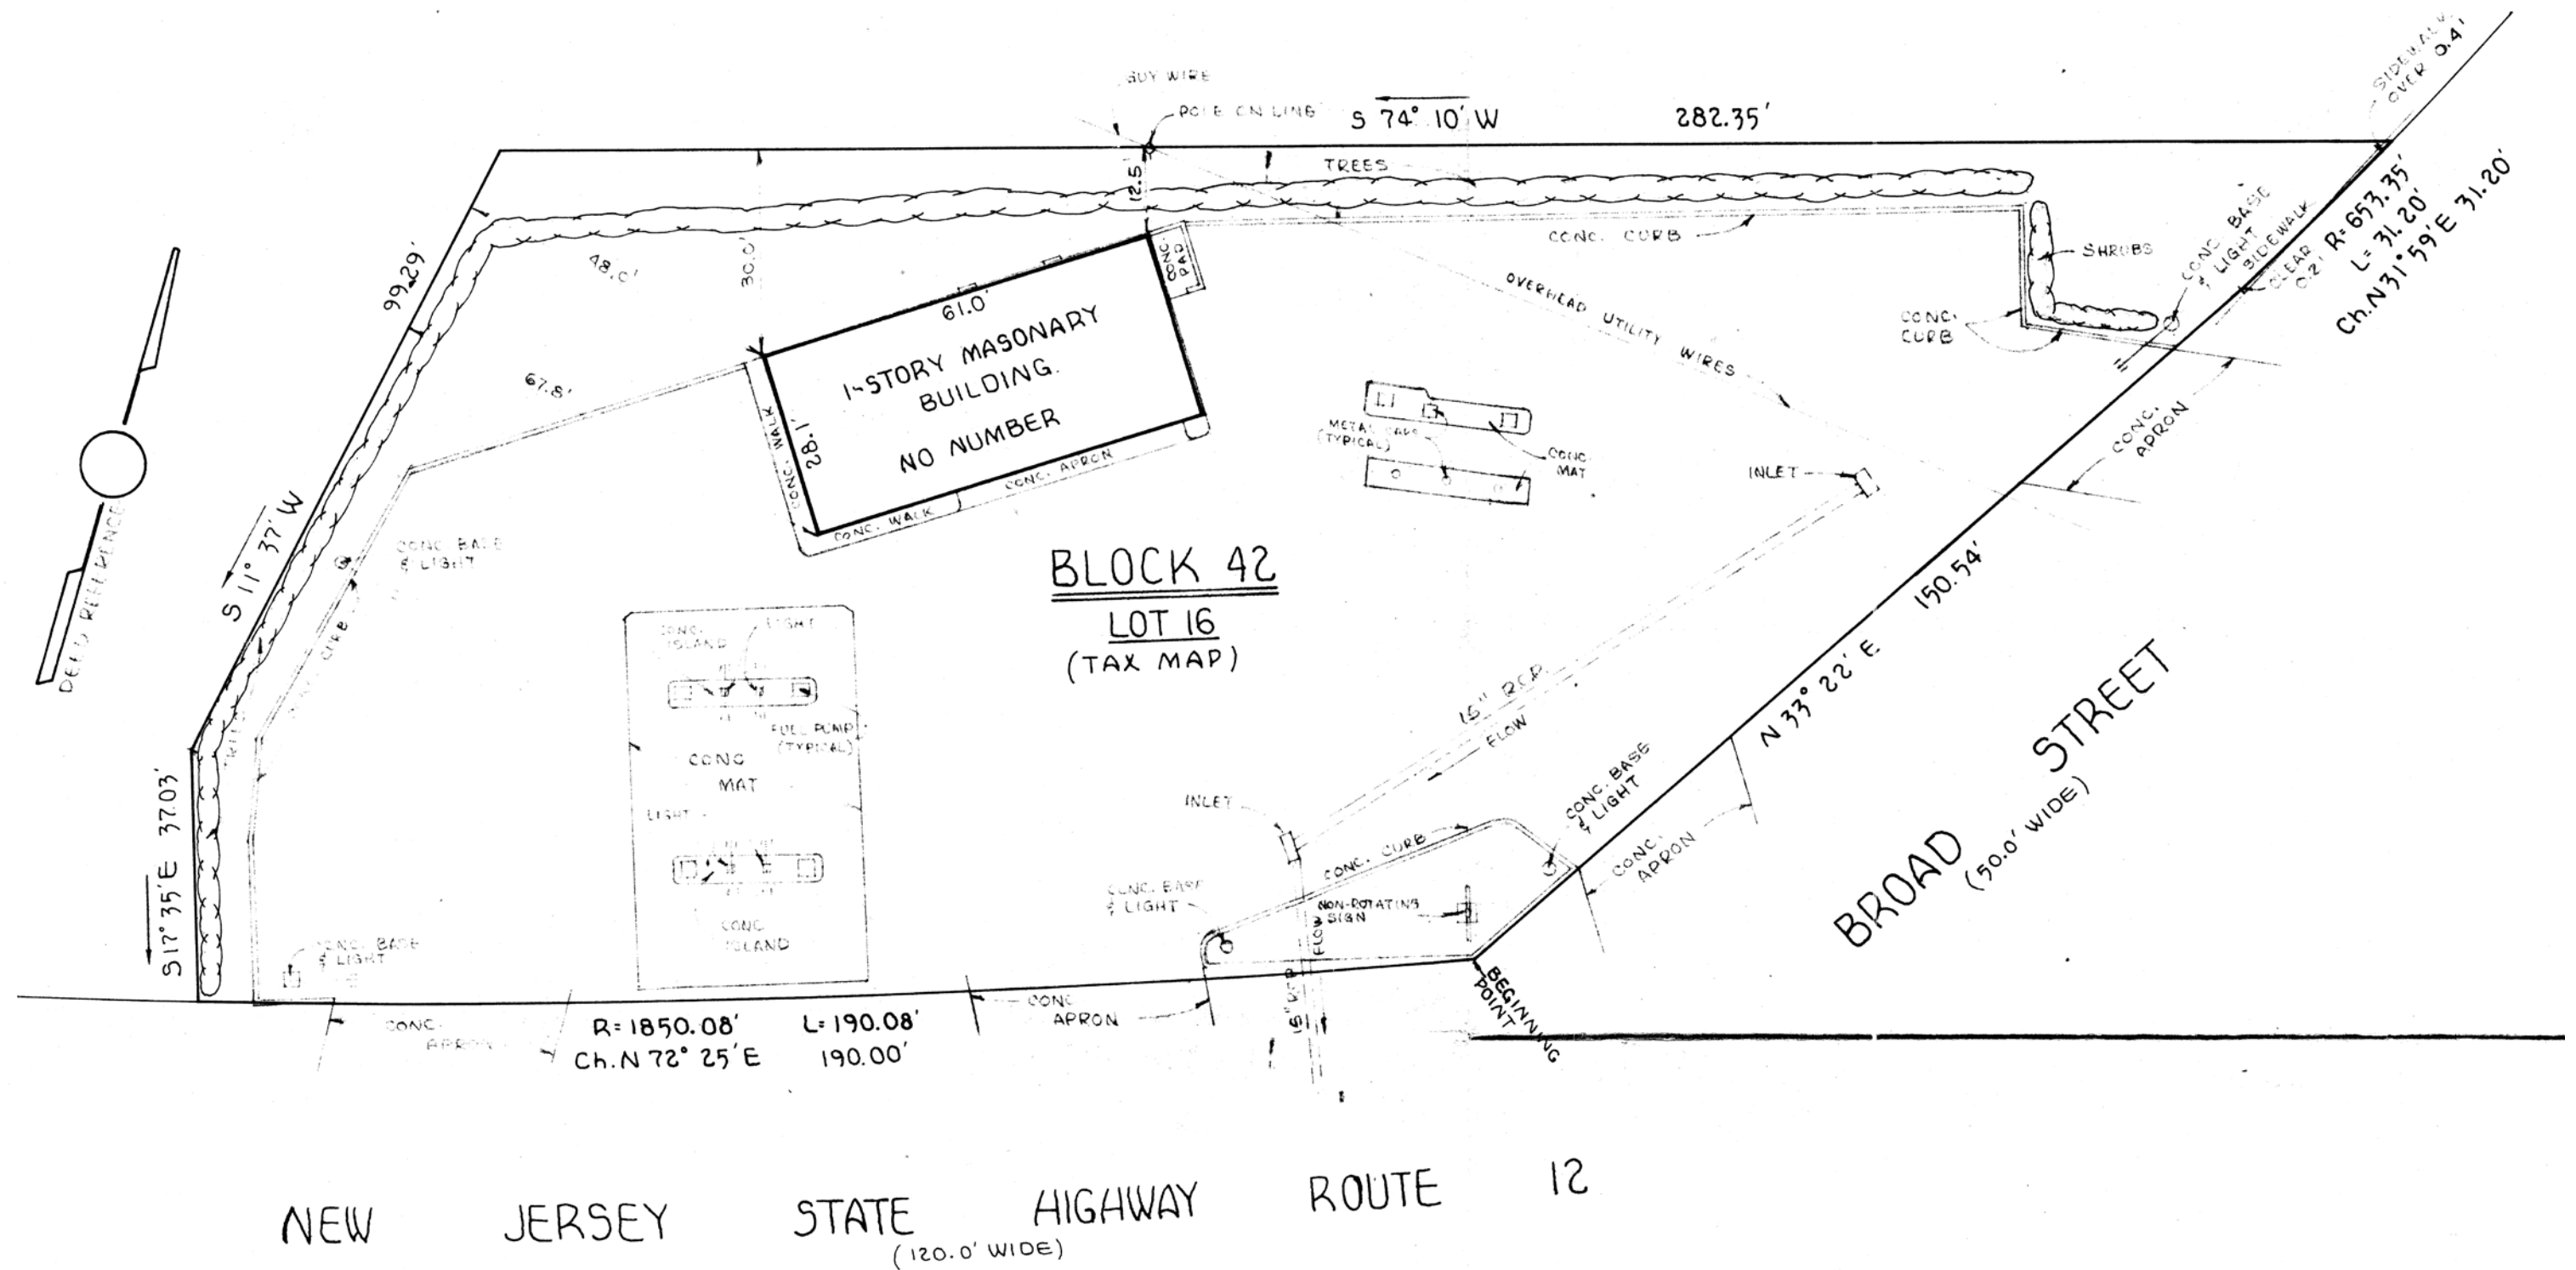 GUY WIRE
POLE ON LINE
S 74° 10' W
282.35'
SIDEWALK
OVER 0.4'
TREES
12.5'
R=653.35'
L=31.20'
Ch.N31°59'E 31.20'
CONC. BASE
& LIGHT
SIDEWALK
CLEAR
0.2'
SHRUBS
CONC. CURB
CONC.
PAD
99.29'
48.0'
30.0'
61.0'
OVERHEAD UTILITY WIRES
CONC.
CURB
1-STORY MASONARY
BUILDING.
NO NUMBER
67.8'
28.1'
CONC. WALK
CONC. APRON
CONC. WALK
METAL CAPS
(TYPICAL)
CONC.
MAT
INLET
CONC.
APRON
S 11° 37' W
DEED REFERENCE
CONC. BASE
& LIGHT
CURB
BLOCK 42
LOT 16
(TAX MAP)
150.54'
N 33° 22' E
CONC.
ISLAND
LIGHT
FUEL PUMP
(TYPICAL)
CONC
MAT
LIGHT
15" R.C.P.
FLOW
BROAD STREET
(50.0' WIDE)
S17°35'E 37.03'
INLET
CONC. BASE
& LIGHT
CONC. CURB
CONC.
APRON
CONC. BASE
& LIGHT
NON-ROTATING
SIGN
FLOW
15" RCP
CONC
ISLAND
CONC. BASE
& LIGHT
BEGINNING
POINT
CONC.
APRON
R=1850.08' L=190.08'
Ch.N 72° 25' E 190.00'
CONC
APRON
NEW JERSEY STATE HIGHWAY ROUTE 12
(120.0' WIDE)